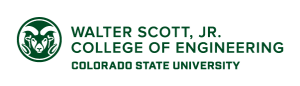 WALTER SCOTT, JR.
COLLEGE OF ENGINEERING
COLORADO STATE UNIVERSITY